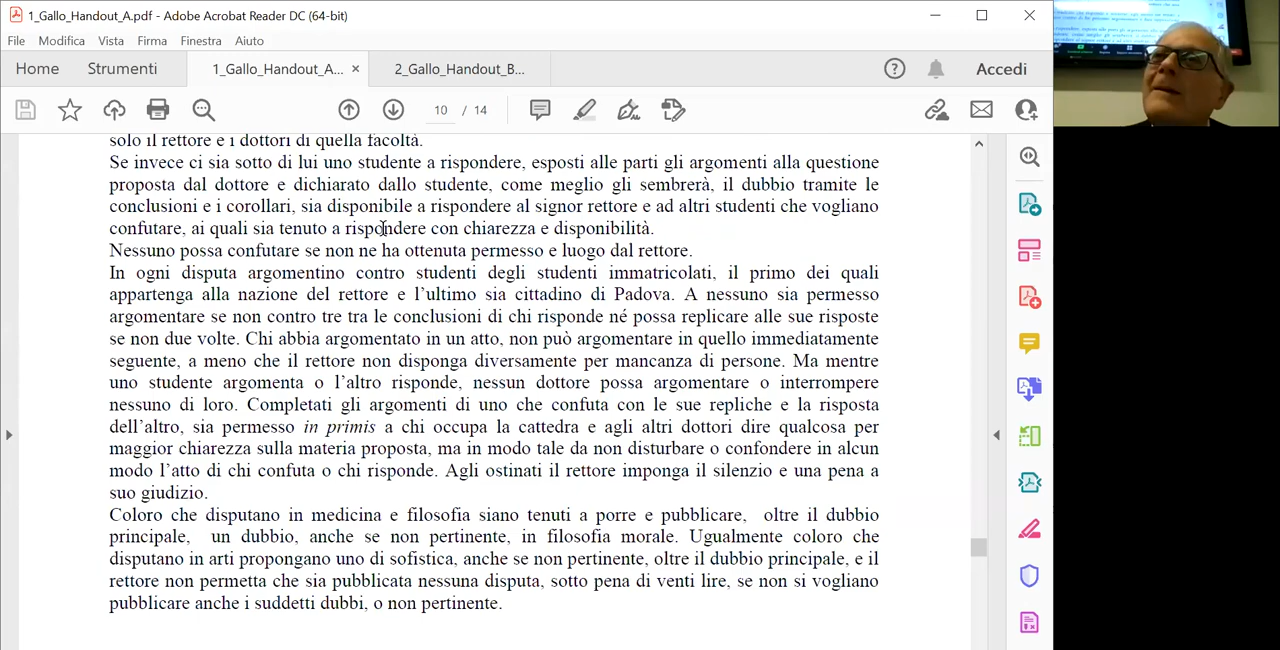 1_Gallo_Handout_A.pdf - Adobe Acrobat Reader DC (64-bit)
File Modifica Vista Firma Finestra Aiuto
Home Strumenti 1_Gallo_Handout_A... × 2_Gallo_Handout_B... Accedi
10 / 14
solo il rettore e i dottori di quella facoltà.
Se invece ci sia sotto di lui uno studente a rispondere, esposti alle parti gli argomenti alla questione
proposta dal dottore e dichiarato dallo studente, come meglio gli sembrerà, il dubbio tramite le
conclusioni e i corollari, sia disponibile a rispondere al signor rettore e ad altri studenti che vogliano
confutare, ai quali sia tenuto a rispondere con chiarezza e disponibilità.
Nessuno possa confutare se non ne ha ottenuta permesso e luogo dal rettore.
In ogni disputa argomentino contro studenti degli studenti immatricolati, il primo dei quali
appartenga alla nazione del rettore e l’ultimo sia cittadino di Padova. A nessuno sia permesso
argomentare se non contro tre tra le conclusioni di chi risponde né possa replicare alle sue risposte
se non due volte. Chi abbia argomentato in un atto, non può argomentare in quello immediatamente
seguente, a meno che il rettore non disponga diversamente per mancanza di persone. Ma mentre
uno studente argomenta o l’altro risponde, nessun dottore possa argomentare o interrompere
nessuno di loro. Completati gli argomenti di uno che confuta con le sue repliche e la risposta
dell’altro, sia permesso in primis a chi occupa la cattedra e agli altri dottori dire qualcosa per
maggior chiarezza sulla materia proposta, ma in modo tale da non disturbare o confondere in alcun
modo l’atto di chi confuta o chi risponde. Agli ostinati il rettore imponga il silenzio e una pena a
suo giudizio.
Coloro che disputano in medicina e filosofia siano tenuti a porre e pubblicare, oltre il dubbio
principale, un dubbio, anche se non pertinente, in filosofia morale. Ugualmente coloro che
disputano in arti propongano uno di sofistica, anche se non pertinente, oltre il dubbio principale, e il
rettore non permetta che sia pubblicata nessuna disputa, sotto pena di venti lire, se non si vogliano
pubblicare anche i suddetti dubbi, o non pertinente.